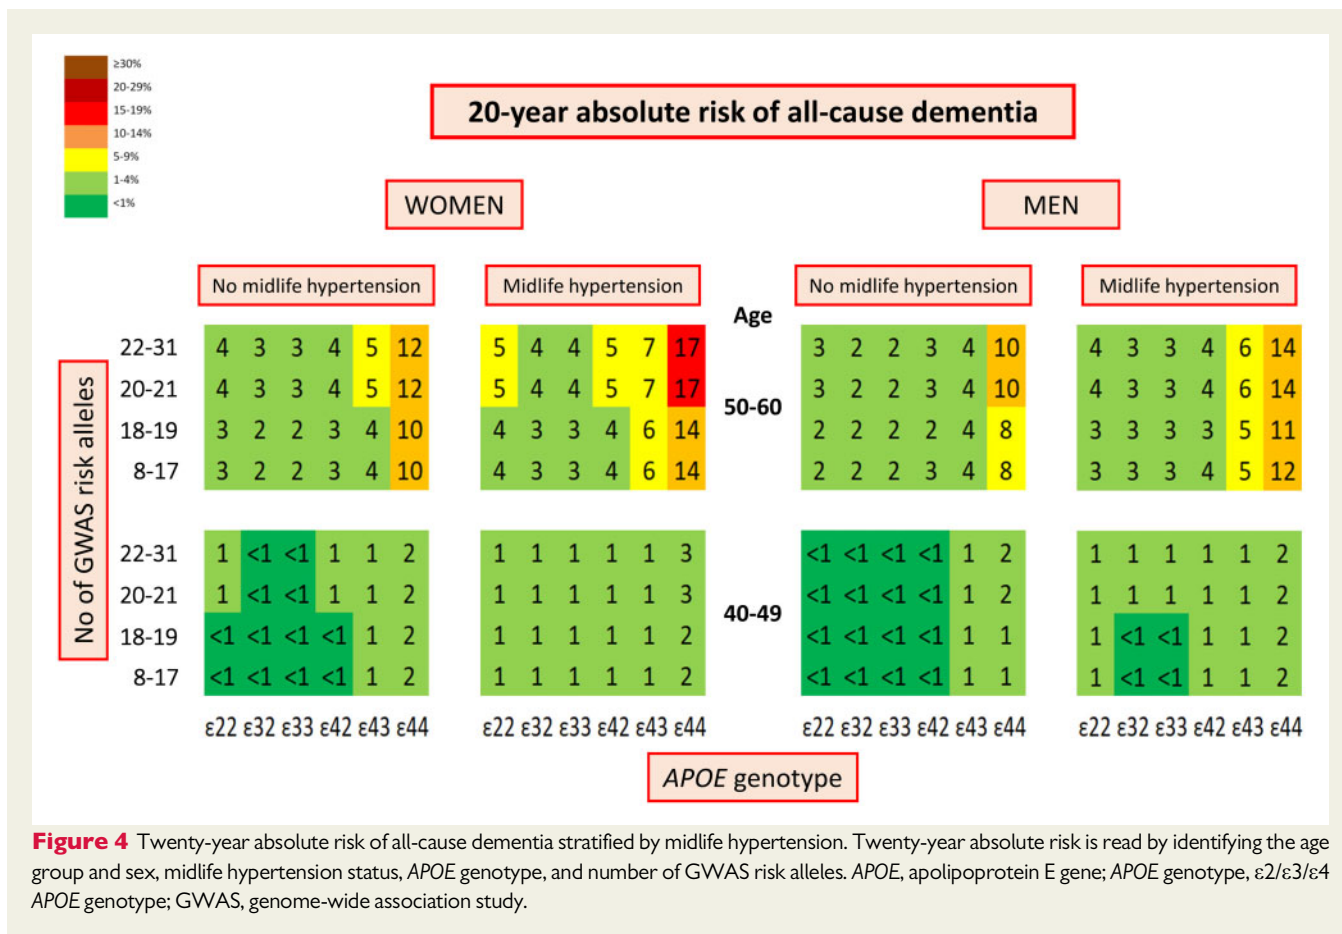 ≥30%
20-29%
15-19%
10-14%
5-9%
1-4%
<1%
20-year absolute risk of all-cause dementia
WOMEN
MEN
No midlife hypertension
Midlife hypertension
Age
No midlife hypertension
Midlife hypertension
No of GWAS risk alleles
22-31 4 3 3 4 5 12 5 4 4 5 7 17 3 2 2 3 4 10 4 3 3 4 6 14
20-21 4 3 3 4 5 12 5 4 4 5 7 17 3 2 2 3 4 10 4 3 3 4 6 14
50-60
18-19 3 2 2 3 4 10 4 3 3 4 6 14 2 2 2 2 4 8 3 3 3 3 5 11
8-17 3 2 2 3 4 10 4 3 3 4 6 14 2 2 2 3 4 8 3 3 3 4 5 12
22-31 1 <1 <1 1 1 2 1 1 1 1 1 3 <1 <1 <1 <1 1 2 1 1 1 1 1 2
20-21 1 <1 <1 1 1 2 1 1 1 1 1 3 <1 <1 <1 <1 1 2 1 1 1 1 1 2
40-49
18-19 <1 <1 <1 <1 1 2 1 1 1 1 1 2 <1 <1 <1 <1 1 1 1 <1 <1 1 1 2
8-17 <1 <1 <1 <1 1 2 1 1 1 1 1 2 <1 <1 <1 <1 1 1 1 <1 <1 1 1 2
ε22 ε32 ε33 ε42 ε43 ε44 ε22 ε32 ε33 ε42 ε43 ε44 ε22 ε32 ε33 ε42 ε43 ε44 ε22 ε32 ε33 ε42 ε43 ε44
APOE genotype
Figure 4 Twenty-year absolute risk of all-cause dementia stratified by midlife hypertension. Twenty-year absolute risk is read by identifying the age
group and sex, midlife hypertension status, APOE genotype, and number of GWAS risk alleles. APOE, apolipoprotein E gene; APOE genotype, ε2/ε3/ε4
APOE genotype; GWAS, genome-wide association study.